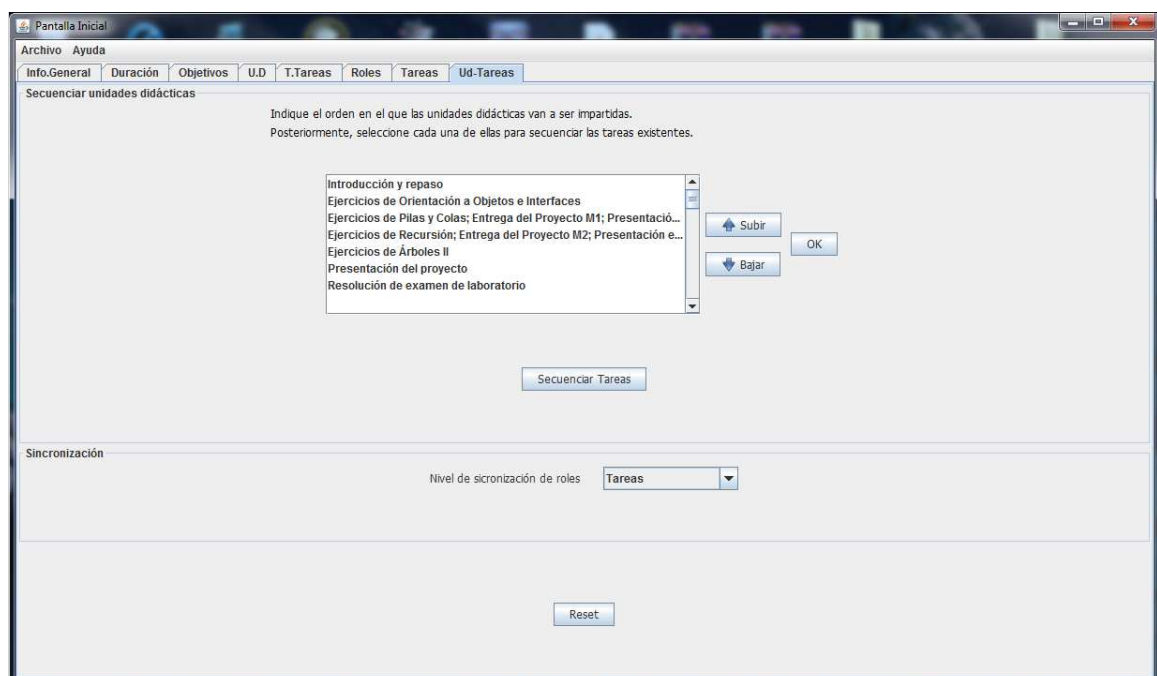 Pantalla Inicial
Archivo Ayuda
Info.General Duración Objetivos U.D T.Tareas Roles Tareas Ud-Tareas
Secuenciar unidades didácticas
Indique el orden en el que las unidades didácticas van a ser impartidas.
Posteriormente, seleccione cada una de ellas para secuenciar las tareas existentes.
Introducción y repaso
Ejercicios de Orientación a Objetos e Interfaces
Ejercicios de Pilas y Colas; Entrega del Proyecto M1; Presentació...
Ejercicios de Recursión; Entrega del Proyecto M2; Presentación e...
Ejercicios de Árboles II
Presentación del proyecto
Resolución de examen de laboratorio
Subir
OK
Bajar
Secuenciar Tareas
Sincronización
Nivel de sicronización de roles Tareas
Reset